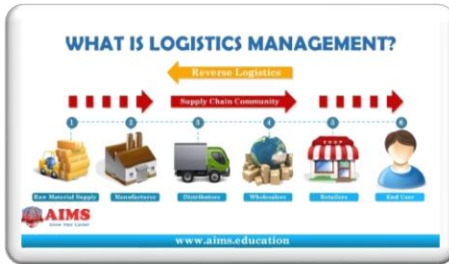 WHAT IS LOGISTICS MANAGEMENT?
Reverse Logistics
Supply Chain Community
1 2 3 4 5 6
SHOP
Raw Material Supply Manufacturer Distributors Wholesalers Retailers End User
AIMS
www.aims.education